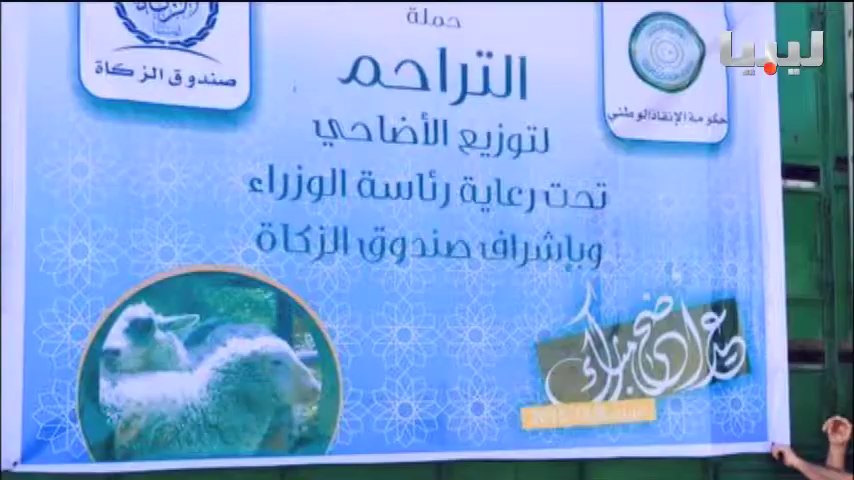 ليبيا
صندوق الزكاة
حكومة الإنقاذ الوطني
حملة
التراحم
لتوزيع الأضاحي
تحت رعاية رئاسة الوزراء
وبإشراف صندوق الزكاة
عيد أضحى مبارك